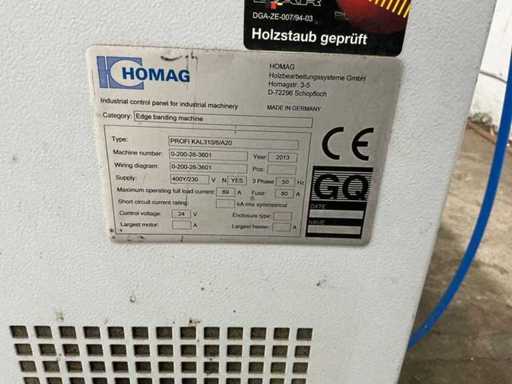 DGA-ZE-007/94-03
Holzstaub geprüft
HOMAG
HOMAG
Holzbearbeitungssysteme GmbH
Homagstr. 3-5
D-72296 Schopfloch
Industrial control panel for industrial machinery
MADE IN GERMANY
Category: Edge banding machine
Type: PROFI KAL310/6/A20
Machine number: 0-200-26-3601 Year 2013
Wiring diagram: 0-200-26-3601 Pos:
Supply: 400Y/230 V N YES 3 Phase 50 Hz
Maximum operating full load current: 69 A Fuse: 80 A
Short circuit current rating: kA rms symmetrical
Control voltage: 24 V Enclosure type:
Largest motor: A Largest heater: A
CE
GQ
DATE
NAME